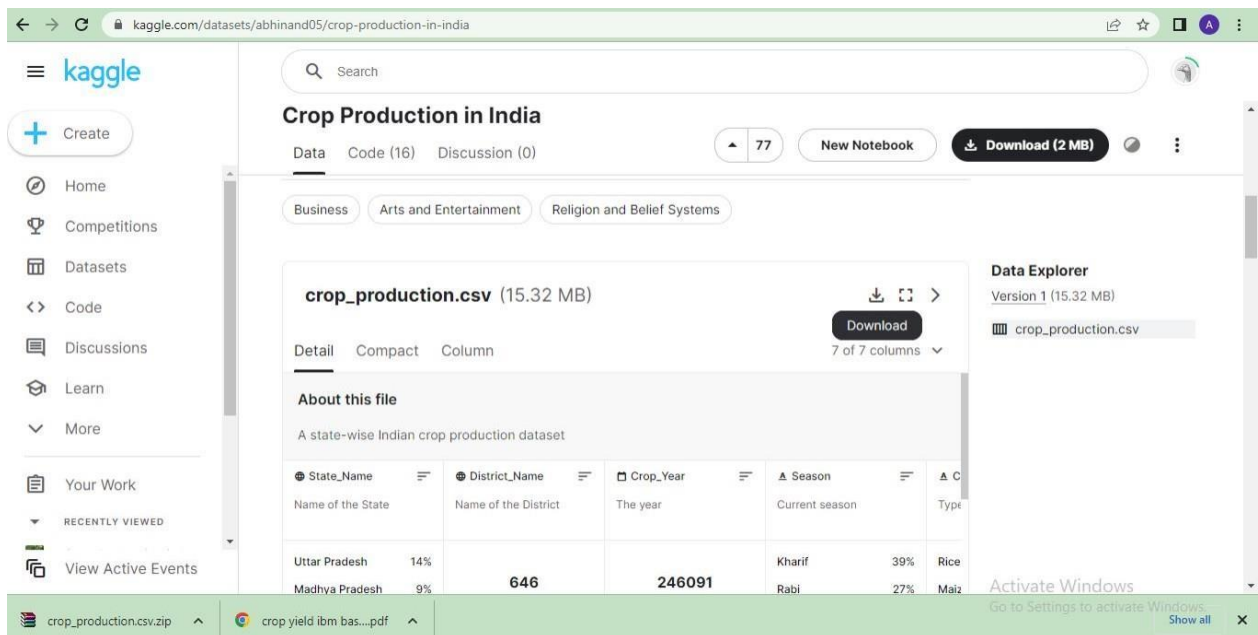 kaggle.com/datasets/abhinand05/crop-production-in-india
A
kaggle
Search
Create
Home
Competitions
Datasets
Code
Discussions
Learn
More
Your Work
RECENTLY VIEWED
View Active Events
Crop Production in India
Data Code (16) Discussion (0)
77 New Notebook Download (2 MB)
Business Arts and Entertainment Religion and Belief Systems
crop_production.csv (15.32 MB)
Download
Detail Compact Column 7 of 7 columns
About this file
A state-wise Indian crop production dataset
State_Name District_Name Crop_Year A Season A C
Name of the State Name of the District The year Current season Type
Uttar Pradesh 14% Kharif 39% Rice
646 246091
Madhya Pradesh 9% Rabi 27% Maiz
Data Explorer
Version 1 (15.32 MB)
crop_production.csv
Activate Windows
Go to Settings to activate Windows.
crop_production.csv.zip crop yield ibm bas....pdf Show all